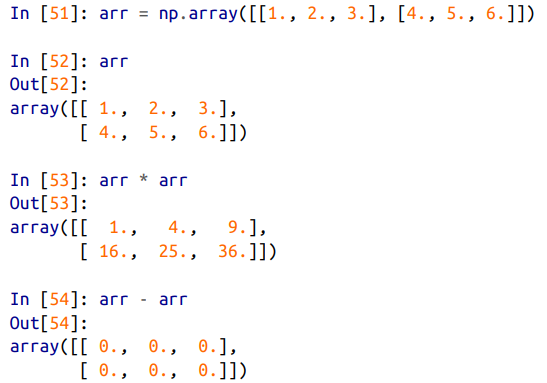 In [51]: arr = np.array([[1., 2., 3.], [4., 5., 6.]])
In [52]: arr
Out[52]:
array([[ 1.,  2.,  3.],
       [ 4.,  5.,  6.]])
In [53]: arr * arr
Out[53]:
array([[  1.,   4.,   9.],
       [ 16.,  25.,  36.]])
In [54]: arr - arr
Out[54]:
array([[ 0.,  0.,  0.],
       [ 0.,  0.,  0.]])